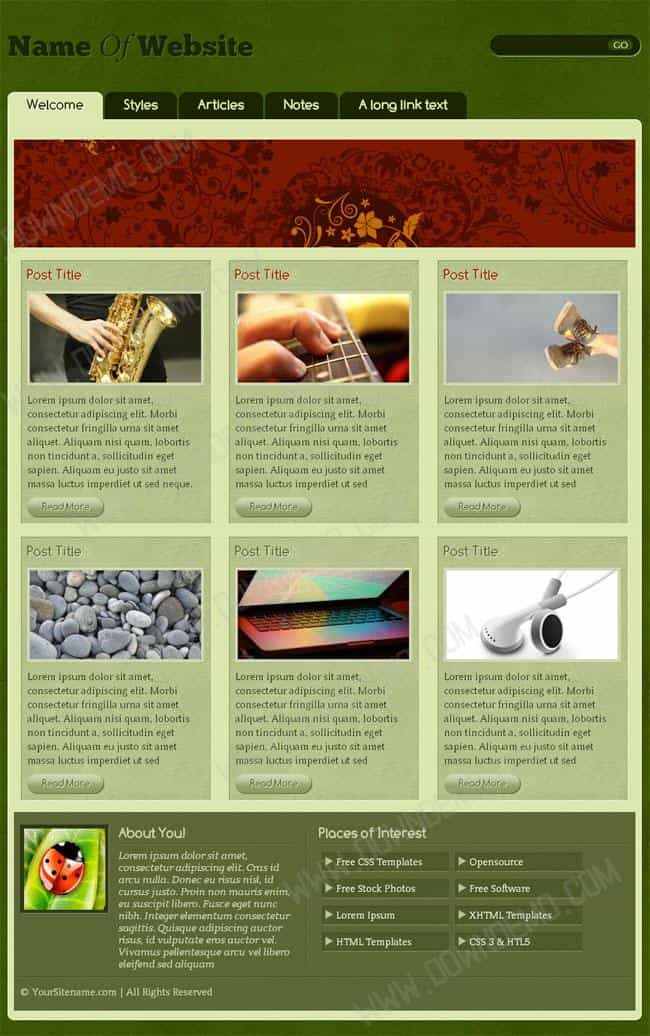 Name Of Website
GO
Welcome
Styles
Articles
Notes
A long link text
Post Title
Lorem ipsum dolor sit amet,
consectetur adipiscing elit. Morbi
consectetur fringilla urna sit amet
aliquet. Aliquam nisi quam, lobortis
non tincidunt a, sollicitudin eget
sapien. Aliquam eu justo sit amet
massa luctus imperdiet ut sed neque.
Read More
Post Title
Lorem ipsum dolor sit amet,
consectetur adipiscing elit. Morbi
consectetur fringilla urna sit amet
aliquet. Aliquam nisi quam, lobortis
non tincidunt a, sollicitudin eget
sapien. Aliquam eu justo sit amet
massa luctus imperdiet ut sed
Read More
Post Title
Lorem ipsum dolor sit amet,
consectetur adipiscing elit. Morbi
consectetur fringilla urna sit amet
aliquet. Aliquam nisi quam, lobortis
non tincidunt a, sollicitudin eget
sapien. Aliquam eu justo sit amet
massa luctus imperdiet ut sed
Read More
Post Title
Lorem ipsum dolor sit amet,
consectetur adipiscing elit. Morbi
consectetur fringilla urna sit amet
aliquet. Aliquam nisi quam, lobortis
non tincidunt a, sollicitudin eget
sapien. Aliquam eu justo sit amet
massa luctus imperdiet ut sed
Read More
Post Title
Lorem ipsum dolor sit amet,
consectetur adipiscing elit. Morbi
consectetur fringilla urna sit amet
aliquet. Aliquam nisi quam, lobortis
non tincidunt a, sollicitudin eget
sapien. Aliquam eu justo sit amet
massa luctus imperdiet ut sed
Read More
Post Title
Lorem ipsum dolor sit amet,
consectetur adipiscing elit. Morbi
consectetur fringilla urna sit amet
aliquet. Aliquam nisi quam, lobortis
non tincidunt a, sollicitudin eget
sapien. Aliquam eu justo sit amet
massa luctus imperdiet ut sed
Read More
About You!
Lorem ipsum dolor sit amet,
consectetur adipiscing elit. Cras id
arcu nulla. Donec eu risus nisl, id
cursus justo. Proin non mauris enim,
eu suscipit libero. Fusce eget nunc
nibh. Integer elementum consectetur
sagittis. Quisque adipiscing auctor
risus, id vulputate eros auctor vel.
Vivamus pellentesque arcu vel libero
eleifend sed aliquam
Places of Interest
Free CSS Templates
Opensource
Free Stock Photos
Free Software
Lorem Ipsum
XHTML Templates
HTML Templates
CSS 3 & HTL5
© YourSitename.com | All Rights Reserved
WWW.DOWNDEMO.COM